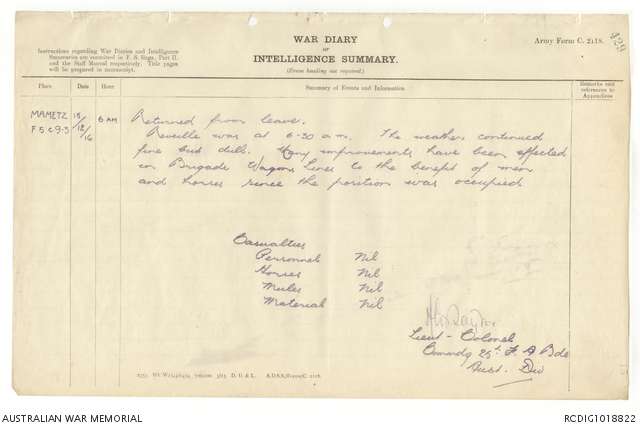 WAR DIARY
or
INTELLIGENCE SUMMARY.
(Erase heading not required.)
Army Form C. 2118.
429
Instructions regarding War Diaries and Intelligence
Summaries are contained in F. S. Regs., Part II.
and the Staff Manual respectively. Title pages
will be prepared in manuscript.
Place
Date
Hour
Summary of Events and Information
Remarks and
references to
Appendices
MAMETZ
F 5 c 9·3
18/12/16
6 AM
Returned from leave.
Reveille was at 6-30 a.m. The weather continued
fine but dull. Many improvements have been effected
in Brigade Wagon Lines to the benefit of men
and horses since the position was occupied
Casualties
Personnel Nil
Horses Nil
Mules Nil
Material Nil
Lieut - Colonel
Commdg 25th F A Bde
Aust. Div
D. D. & L.
AUSTRALIAN WAR MEMORIAL
RCDIG1018822